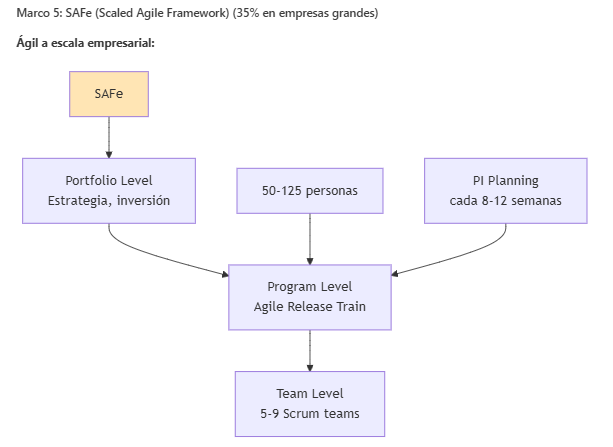 Marco 5: SAFe (Scaled Agile Framework) (35% en empresas grandes)
Ágil a escala empresarial:
SAFe
Portfolio Level
Estrategia, inversión
50-125 personas
PI Planning
cada 8-12 semanas
Program Level
Agile Release Train
Team Level
5-9 Scrum teams